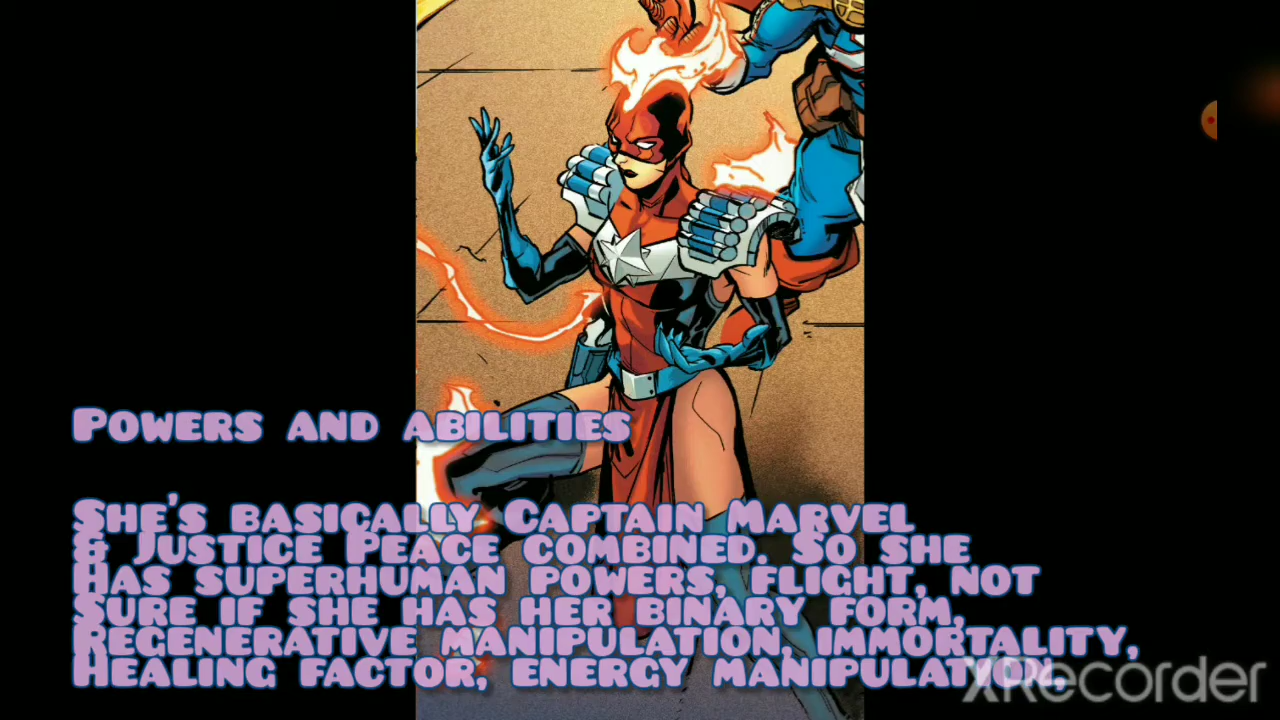 Powers and abilities
She's basically Captain Marvel
& Justice Peace combined. So she
Has superhuman powers, flight, not
Sure if she has her binary form,
Regenerative manipulation, immortality,
Healing factor, energy manipulation,
XRecorder